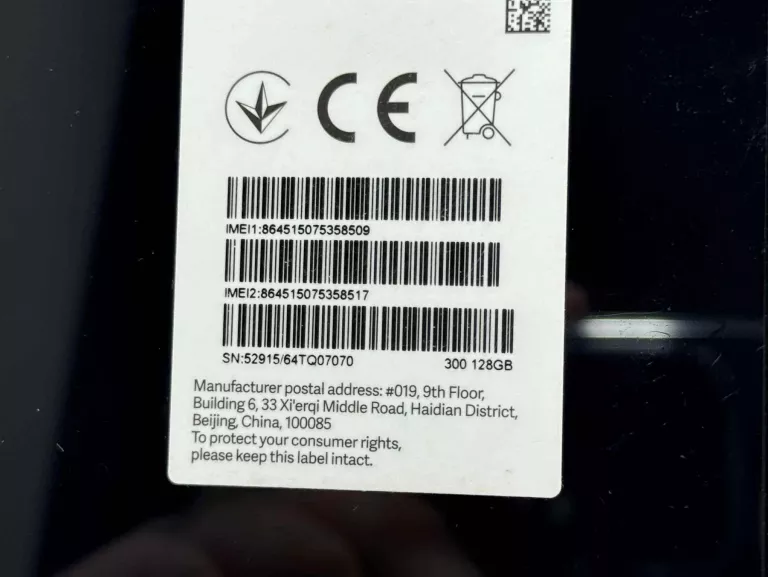 IMEI1:864515075358509
IMEI2:864515075358517
SN:52915/64TQ07070
300 128GB
Manufacturer postal address: #019, 9th Floor,
Building 6, 33 Xi'erqi Middle Road, Haidian District,
Beijing, China, 100085
To protect your consumer rights,
please keep this label intact.